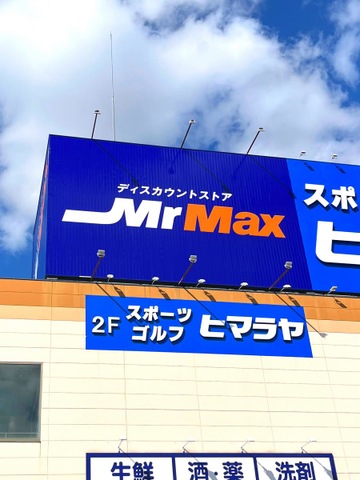 ディスカウントストア
MrMax
スポ
ヒ
2F スポーツ ゴルフ ヒマラヤ
生鮮 酒・薬 洗剤